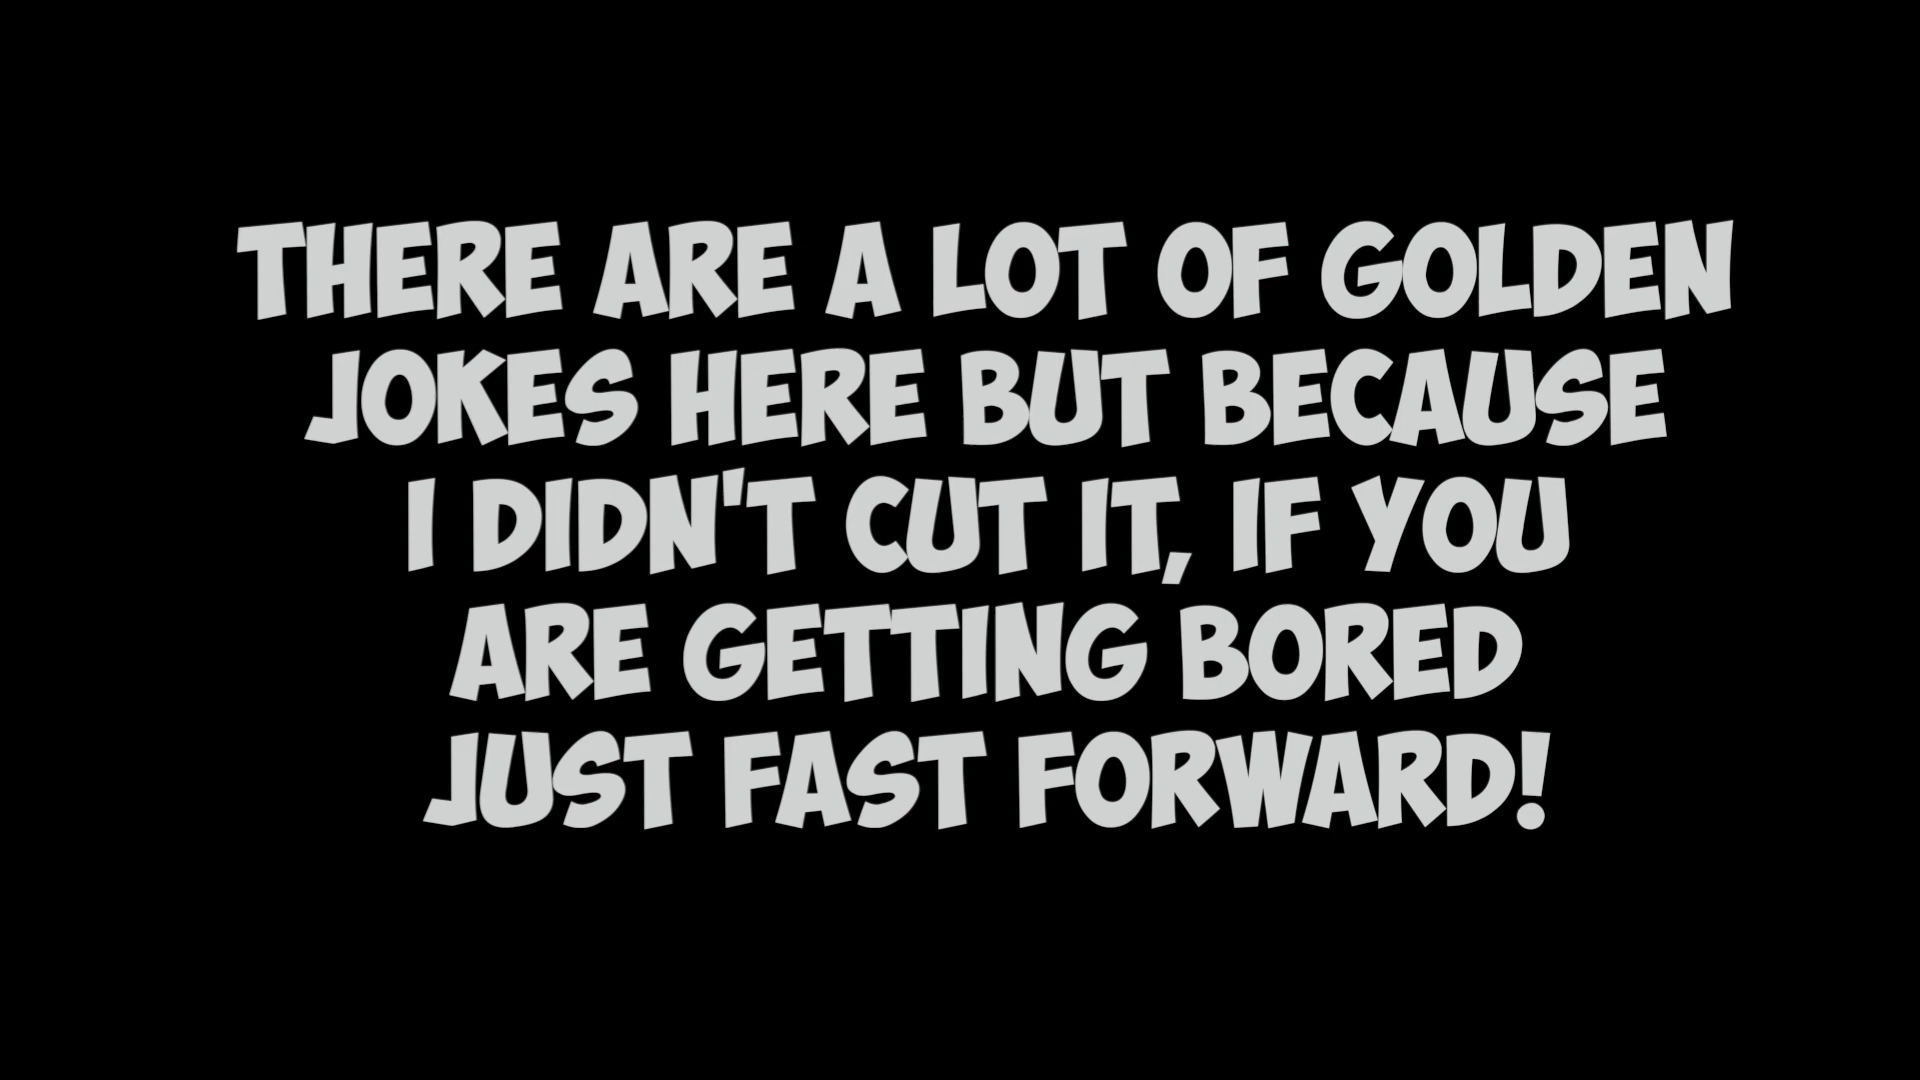 THERE ARE A LOT OF GOLDEN
JOKES HERE BUT BECAUSE
I DIDN'T CUT IT, IF YOU
ARE GETTING BORED
JUST FAST FORWARD!